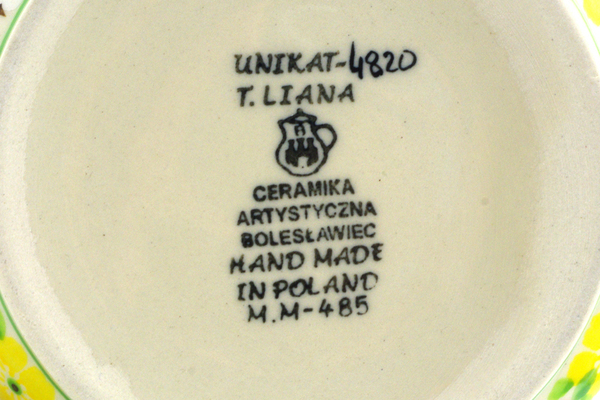 UNIKAT-4820
T. LIANA
CERAMIKA
ARTYSTYCZNA
BOLESŁAWIEC
HAND MADE
IN POLAND
M.M-485